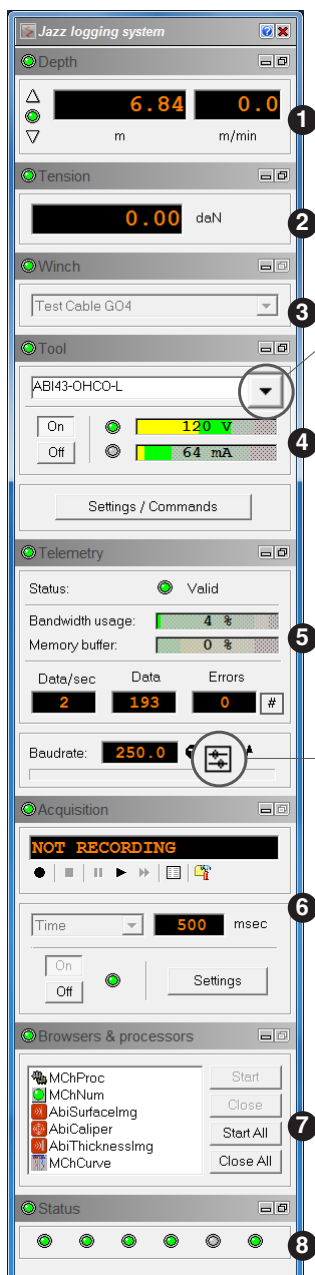 Jazz logging system
Depth
6.84 0.0
m m/min
1
Tension
0.00 daN
2
Winch
Test Cable GO4
3
Tool
ABI43-OHCO-L
On 120 V
Off 64 mA
4
Settings / Commands
Telemetry
Status: Valid
Bandwidth usage: 4 %
Memory buffer: 0 %
5
Data/sec Data Errors
2 193 0 #
Baudrate: 250.0
Acquisition
NOT RECORDING
6
Time 500 msec
On
Off Settings
Browsers & processors
MChProc Start
MChNum Close
AbiSurfaceImg
AbiCaliper Start All
7
AbiThicknessImg
MChCurve Close All
Status
8